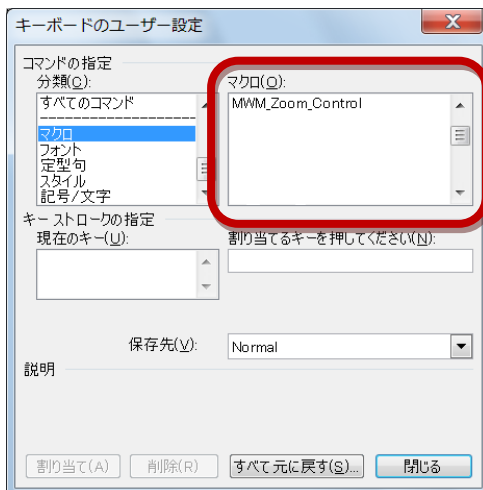 キーボードのユーザー設定
コマンドの指定
分類(C):
すべてのコマンド
マクロ
フォント
定型句
スタイル
記号/文字
マクロ(O):
MWM_Zoom_Control
キー ストロークの指定
現在のキー(U):
割り当てるキーを押してください(N):
保存先(V):
Normal
説明
割り当て(A)
削除(R)
すべて元に戻す(S)...
閉じる